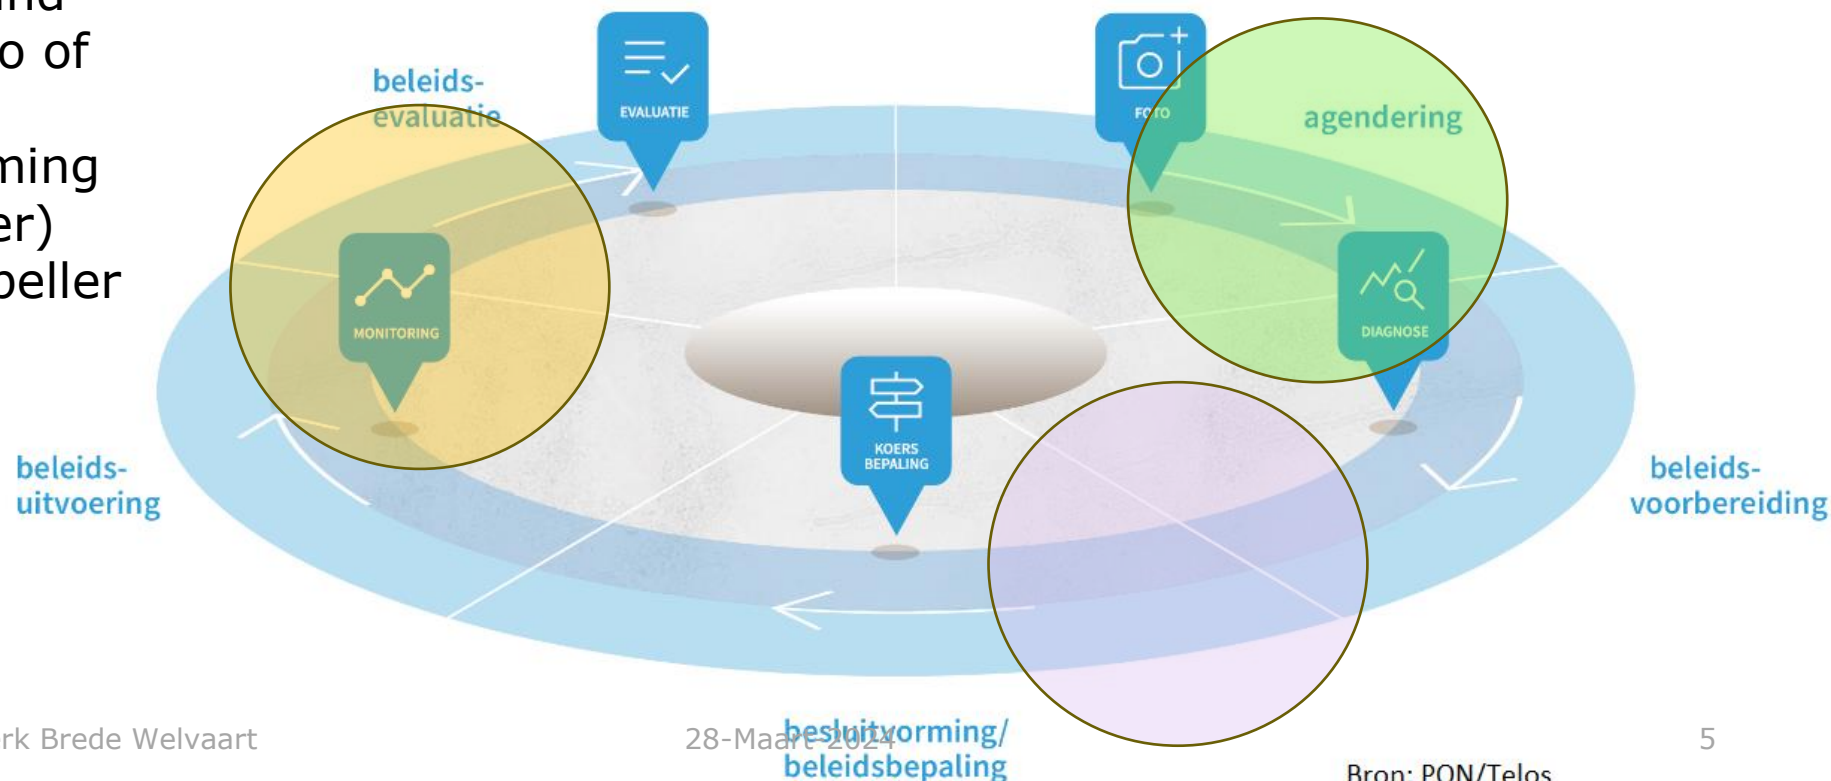 o of
ming
er)
beller
beleids-
evaluatie
EVALUATIE
FOTO
agendering
MONITORING
DIAGNOSE
KOERS
BEPALING
beleids-
uitvoering
beleids-
voorbereiding
besluitvorming/
beleidsbepaling
rk Brede Welvaart
28-Maart-2024
5
Bron: PON/Telos